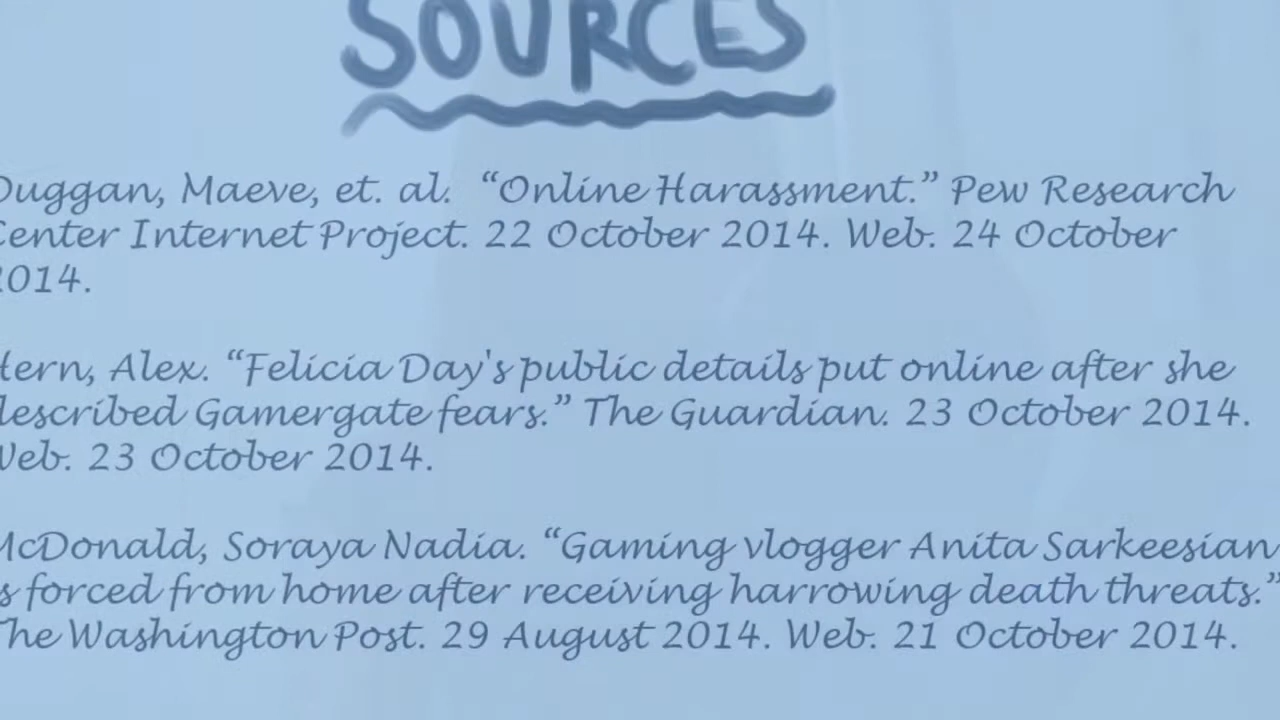 SOURCES
Duggan, Maeve, et. al. “Online Harassment.” Pew Research
Center Internet Project. 22 October 2014. Web. 24 October
2014.
Hern, Alex. “Felicia Day's public details put online after she
described Gamergate fears.” The Guardian. 23 October 2014.
Web. 23 October 2014.
McDonald, Soraya Nadia. “Gaming vlogger Anita Sarkeesian
is forced from home after receiving harrowing death threats.”
The Washington Post. 29 August 2014. Web. 21 October 2014.